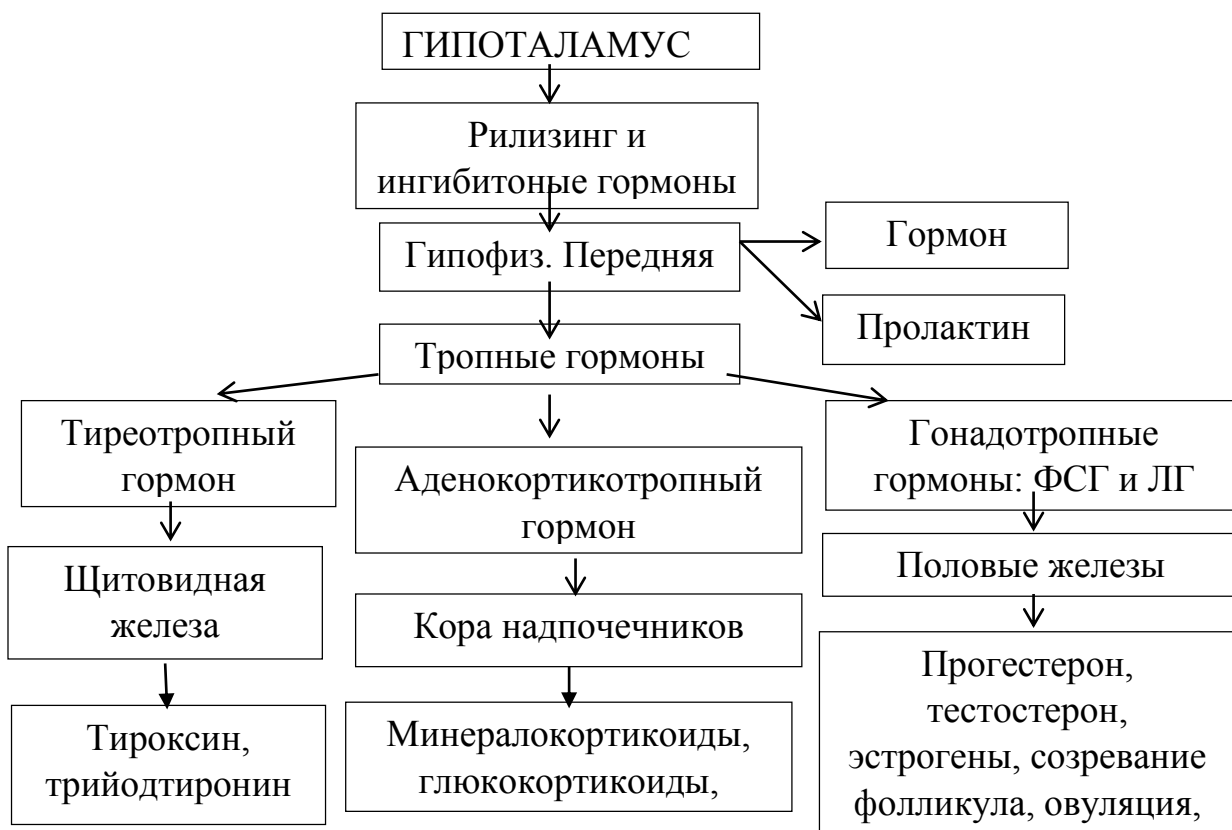 ГИПОТАЛАМУС
Рилизинг и
ингибитоные гормоны
Гипофиз. Передняя
Гормон
Пролактин
Тропные гормоны
Тиреотропный
гормон
Аденокортикотропный
гормон
Гонадотропные
гормоны: ФСГ и ЛГ
Щитовидная
железа
Кора надпочечников
Половые железы
Тироксин,
трийодтиронин
Минералокортикоиды,
глюкокортикоиды,
Прогестерон,
тестостерон,
эстрогены, созревание
фолликула, овуляция,